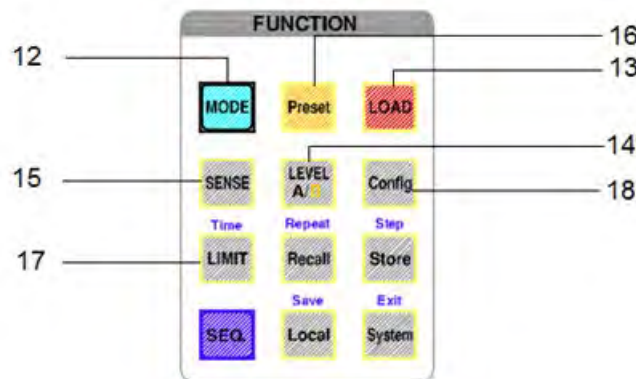 FUNCTION
12
16
13
MODE
Preset
LOAD
14
15
SENSE
LEVEL
A/B
Config
18
Time
Repeat
Step
17
LIMIT
Recall
Store
Save
Exit
SEQ.
Local
System